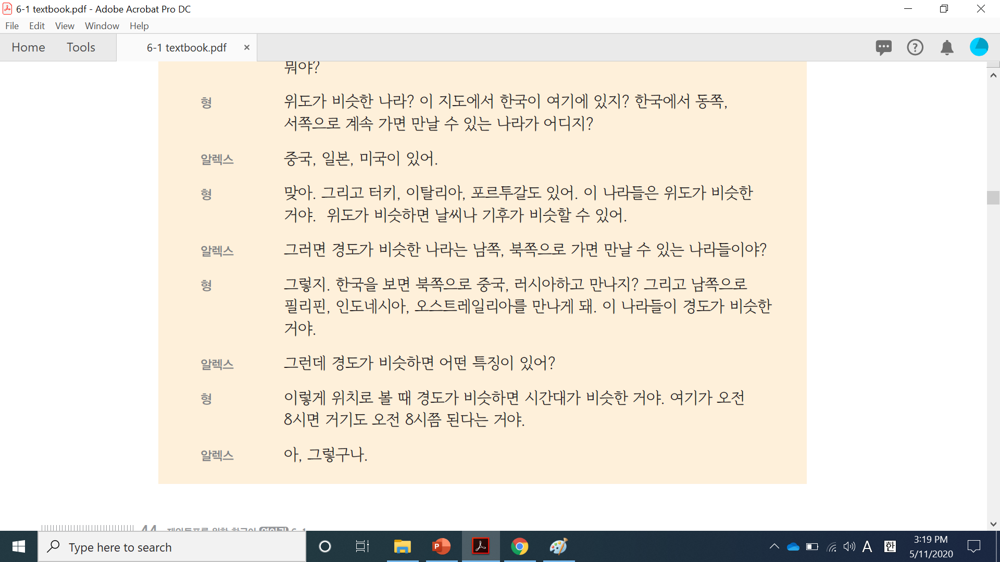 6-1 textbook.pdf - Adobe Acrobat Pro DC
File Edit View Window Help
Home Tools 6-1 textbook.pdf ×
뭐야?
형 위도가 비슷한 나라? 이 지도에서 한국이 여기에 있지? 한국에서 동쪽,
서쪽으로 계속 가면 만날 수 있는 나라가 어디지?
알렉스 중국, 일본, 미국이 있어.
형 맞아. 그리고 터키, 이탈리아, 포르투갈도 있어. 이 나라들은 위도가 비슷한
거야. 위도가 비슷하면 날씨나 기후가 비슷할 수 있어.
알렉스 그러면 경도가 비슷한 나라는 남쪽, 북쪽으로 가면 만날 수 있는 나라들이야?
형 그렇지. 한국을 보면 북쪽으로 중국, 러시아하고 만나지? 그리고 남쪽으로
필리핀, 인도네시아, 오스트레일리아를 만나게 돼. 이 나라들이 경도가 비슷한
거야.
알렉스 그런데 경도가 비슷하면 어떤 특징이 있어?
형 이렇게 위치로 볼 때 경도가 비슷하면 시간대가 비슷한 거야. 여기가 오전
8시면 거기도 오전 8시쯤 된다는 거야.
알렉스 아, 그렇구나.
44
Type here to search
A 한 3:19 PM
5/11/2020